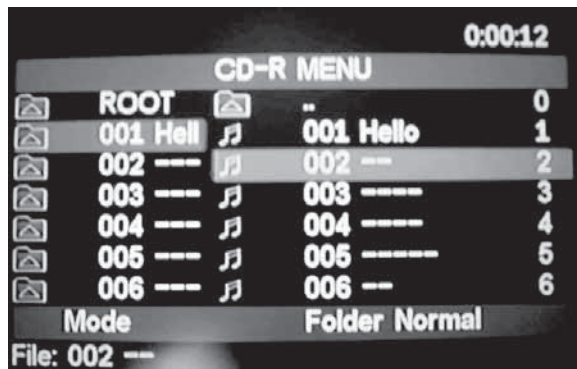 0:00:12
CD-R MENU
ROOT .. 0
001 Hell 001 Hello 1
002 --- 002 -- 2
003 --- 003 ---- 3
004 --- 004 ---- 4
005 --- 005 ----- 5
006 --- 006 -- 6
Mode Folder Normal
File: 002 --